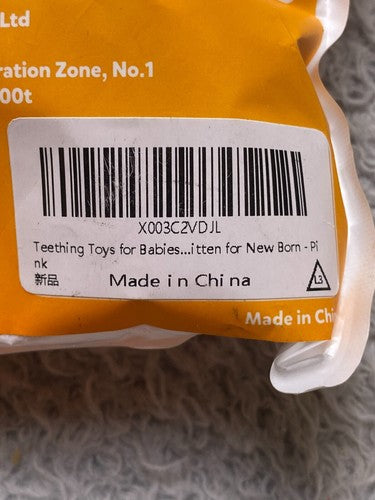 Ltd
ration Zone, No.1
00t
X003C2VDJL
Teething Toys for Babies...itten for New Born - Pi
nk
新品
Made in China
L3
Made in Chi